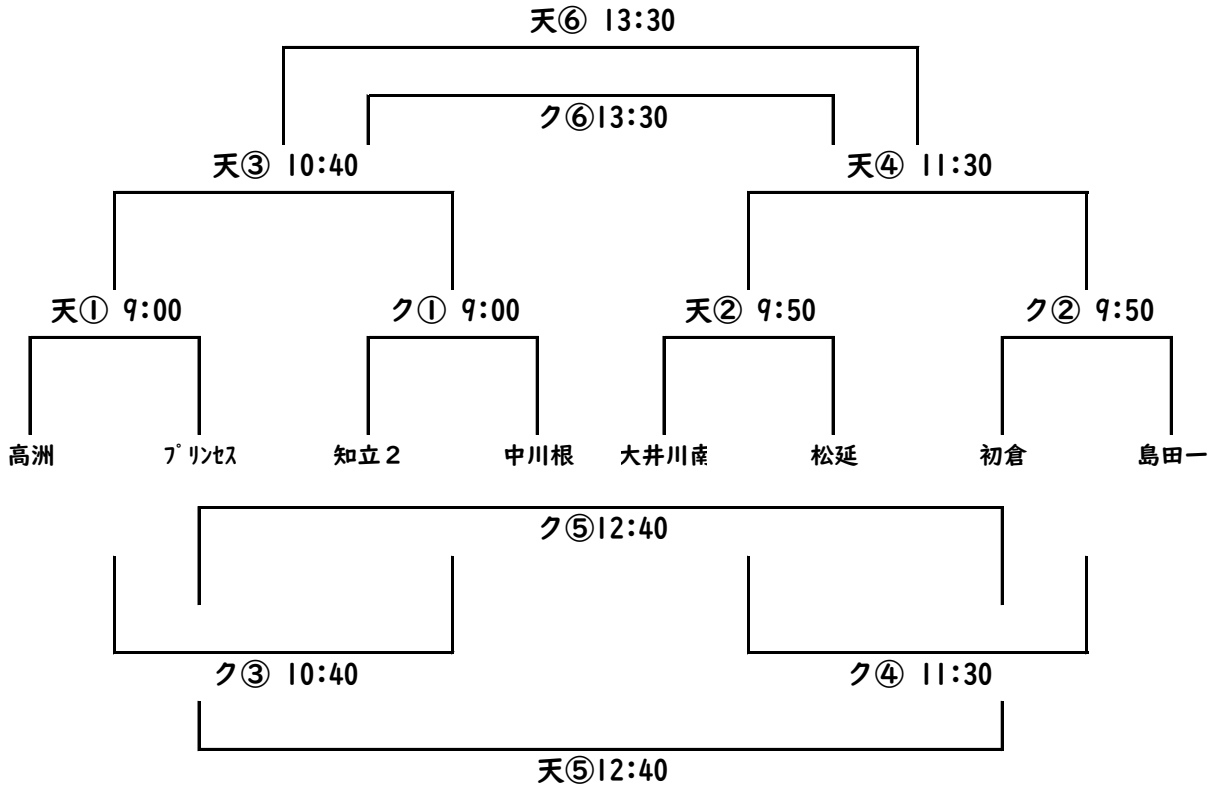 天⑥ 13:30
ク⑥13:30
天③ 10:40 天④ 11:30
天① 9:00 ク① 9:00 天② 9:50 ク② 9:50
高洲 プリンセス 知立2 中川根 大井川南 松延 初倉 島田一
ク⑤12:40
ク③ 10:40 ク④ 11:30
天⑤12:40